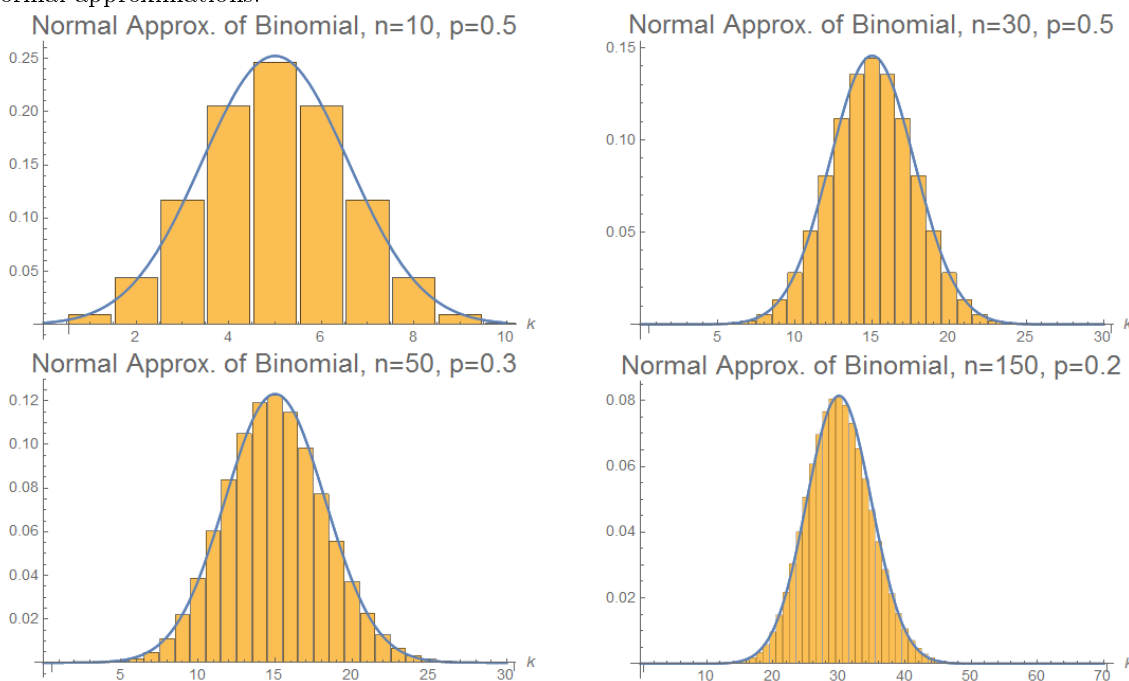 Normal Approx. of Binomial, n=10, p=0.5
0.25
0.20
0.15
0.10
0.05
2 4 6 8 10 k
Normal Approx. of Binomial, n=30, p=0.5
0.15
0.10
0.05
5 10 15 20 25 30 k
Normal Approx. of Binomial, n=50, p=0.3
0.12
0.10
0.08
0.06
0.04
0.02
5 10 15 20 25 30 k
Normal Approx. of Binomial, n=150, p=0.2
0.08
0.06
0.04
0.02
10 20 30 40 50 60 70 k